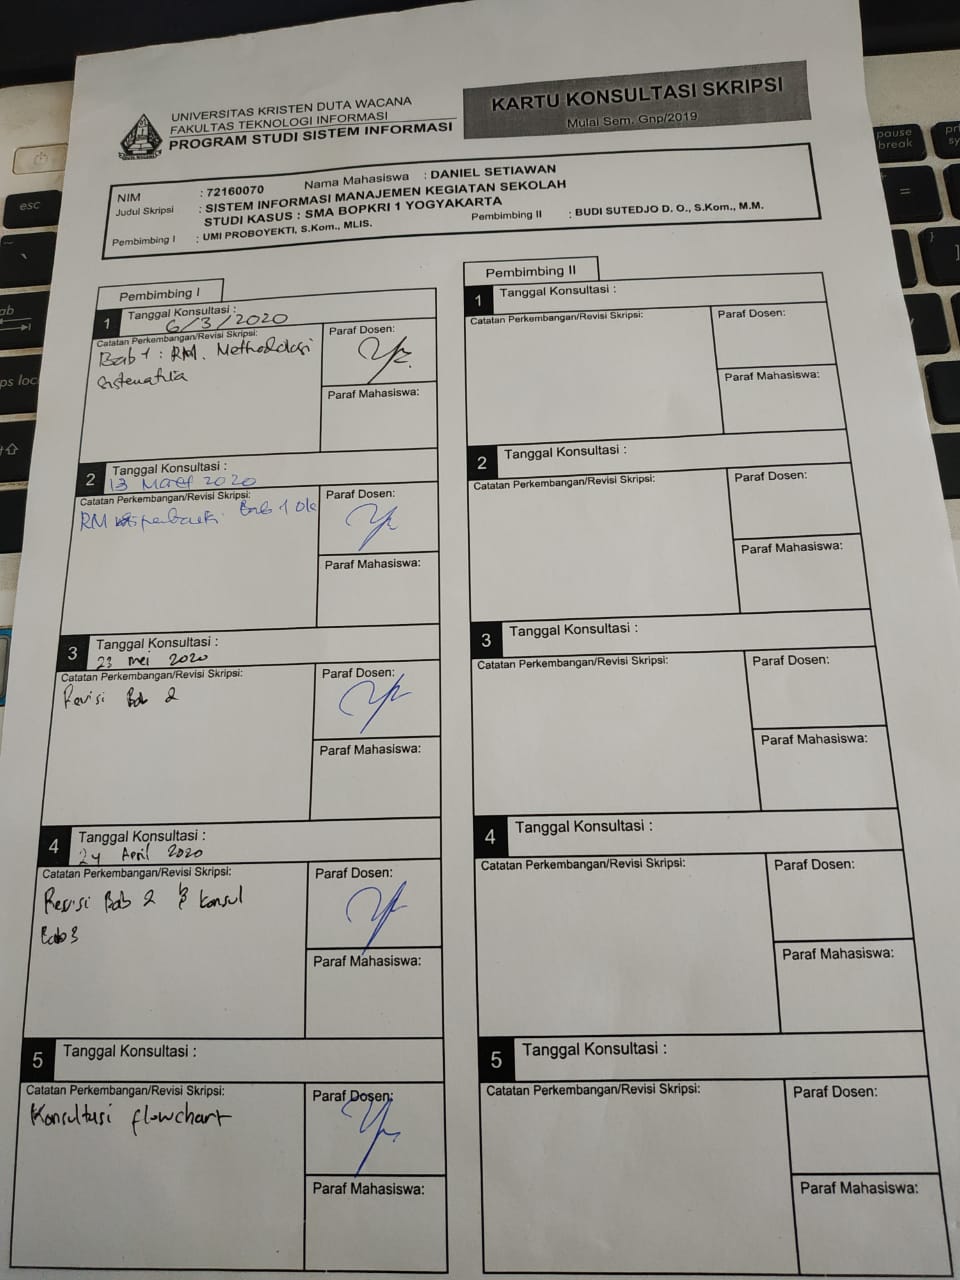 UNIVERSITAS KRISTEN DUTA WACANA
FAKULTAS TEKNOLOGI INFORMASI
PROGRAM STUDI SISTEM INFORMASI
KARTU KONSULTASI SKRIPSI
Mulai Sem. Gnp/2019
NIM : 72160070 Nama Mahasiswa : DANIEL SETIAWAN
Judul Skripsi : SISTEM INFORMASI MANAJEMEN KEGIATAN SEKOLAH
STUDI KASUS : SMA BOPKRI 1 YOGYAKARTA
Pembimbing I : UMI PROBOYEKTI, S.Kom., MLIS. Pembimbing II : BUDI SUTEDJO D. O., S.Kom., M.M.
Pembimbing I
1 Tanggal Konsultasi :
6/3/2020
Catatan Perkembangan/Revisi Skripsi: Paraf Dosen:
Bab 1 : RM. Methodologi
Sistematika
Paraf Mahasiswa:
2 Tanggal Konsultasi :
13 Maret 2020
Catatan Perkembangan/Revisi Skripsi: Paraf Dosen:
RM Bab 1 ok
Paraf Mahasiswa:
3 Tanggal Konsultasi :
23 mei 2020
Catatan Perkembangan/Revisi Skripsi: Paraf Dosen:
Revisi Bab 2
Paraf Mahasiswa:
4 Tanggal Konsultasi :
24 April 2020
Catatan Perkembangan/Revisi Skripsi: Paraf Dosen:
Revisi Bab 2 & konsul
Bab 3
Paraf Mahasiswa:
5 Tanggal Konsultasi :
Catatan Perkembangan/Revisi Skripsi: Paraf Dosen:
Konsultasi flowchart
Paraf Mahasiswa:
Pembimbing II
1 Tanggal Konsultasi :
Catatan Perkembangan/Revisi Skripsi: Paraf Dosen:
Paraf Mahasiswa:
2 Tanggal Konsultasi :
Catatan Perkembangan/Revisi Skripsi: Paraf Dosen:
Paraf Mahasiswa:
3 Tanggal Konsultasi :
Catatan Perkembangan/Revisi Skripsi: Paraf Dosen:
Paraf Mahasiswa:
4 Tanggal Konsultasi :
Catatan Perkembangan/Revisi Skripsi: Paraf Dosen:
Paraf Mahasiswa:
5 Tanggal Konsultasi :
Catatan Perkembangan/Revisi Skripsi: Paraf Dosen:
Paraf Mahasiswa:
esc
pause
break